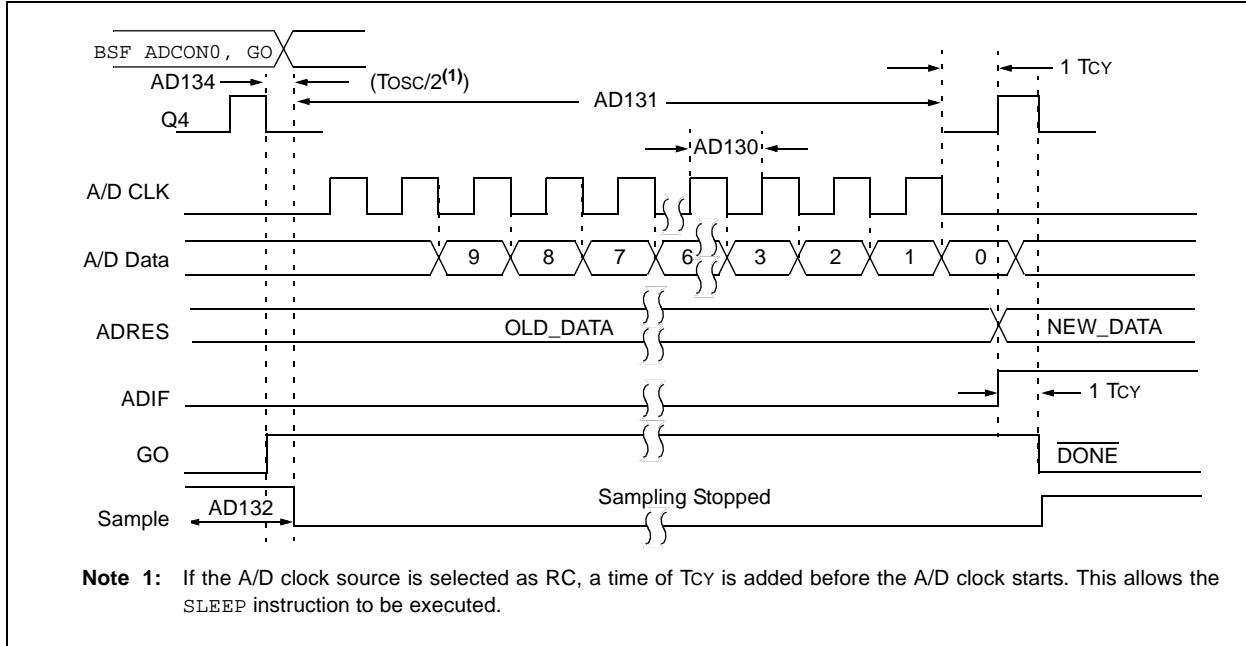 BSF ADCON0, GO
AD134
(TOSC/2(1))
1 TCY
AD131
Q4
AD130
A/D CLK
A/D Data
9 8 7 6 3 2 1 0
ADRES
OLD_DATA
NEW_DATA
ADIF
1 TCY
GO
DONE
Sampling Stopped
AD132
Sample
Note 1: If the A/D clock source is selected as RC, a time of TCY is added before the A/D clock starts. This allows the
SLEEP instruction to be executed.